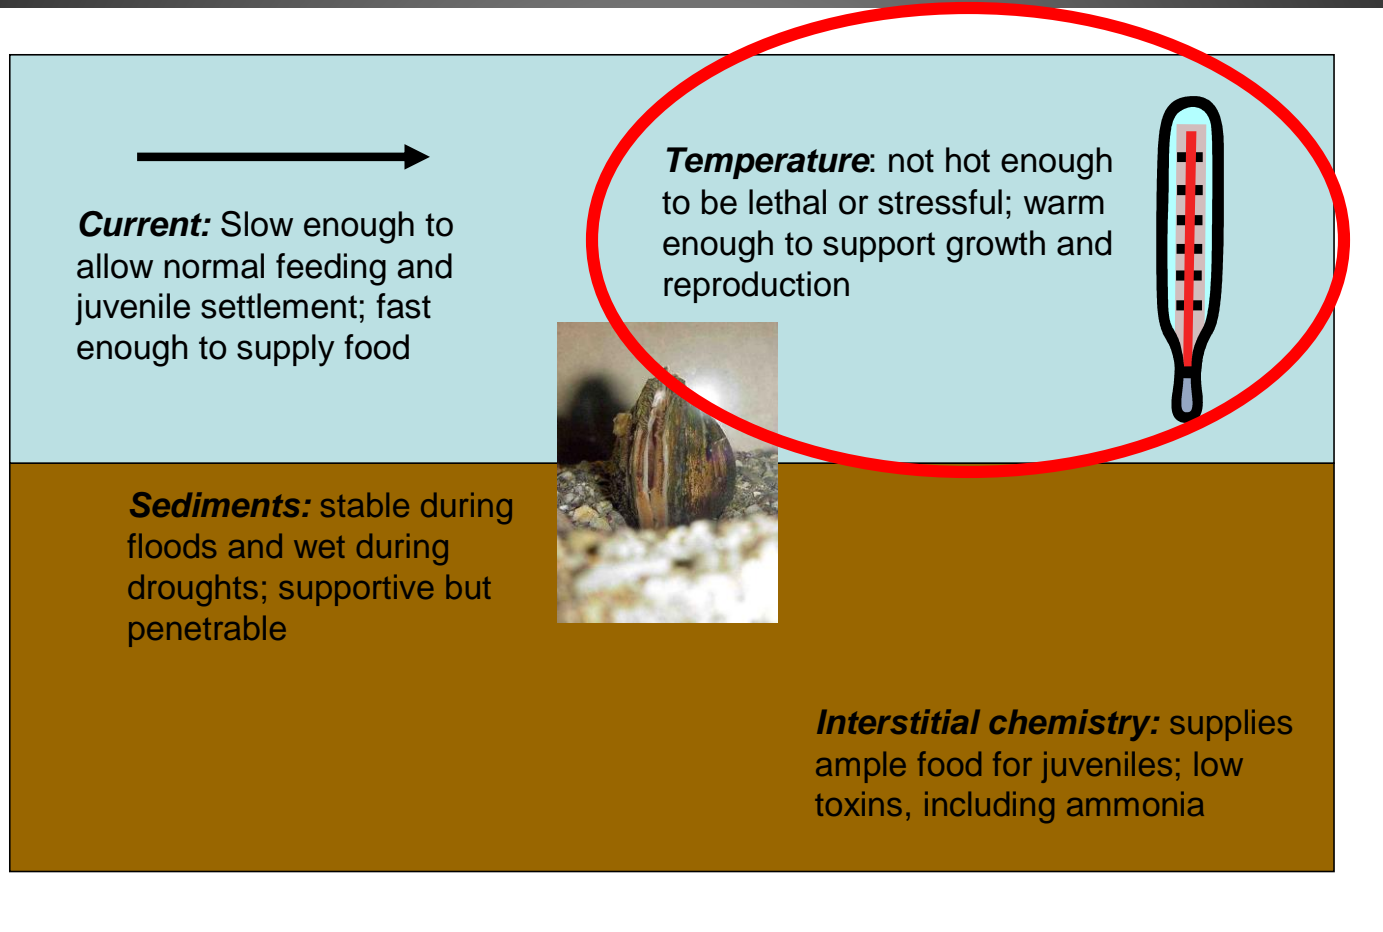 Current: Slow enough to
allow normal feeding and
juvenile settlement; fast
enough to supply food
Temperature: not hot enough
to be lethal or stressful; warm
enough to support growth and
reproduction
Sediments: stable during
floods and wet during
droughts; supportive but
penetrable
Interstitial chemistry: supplies
ample food for juveniles; low
toxins, including ammonia